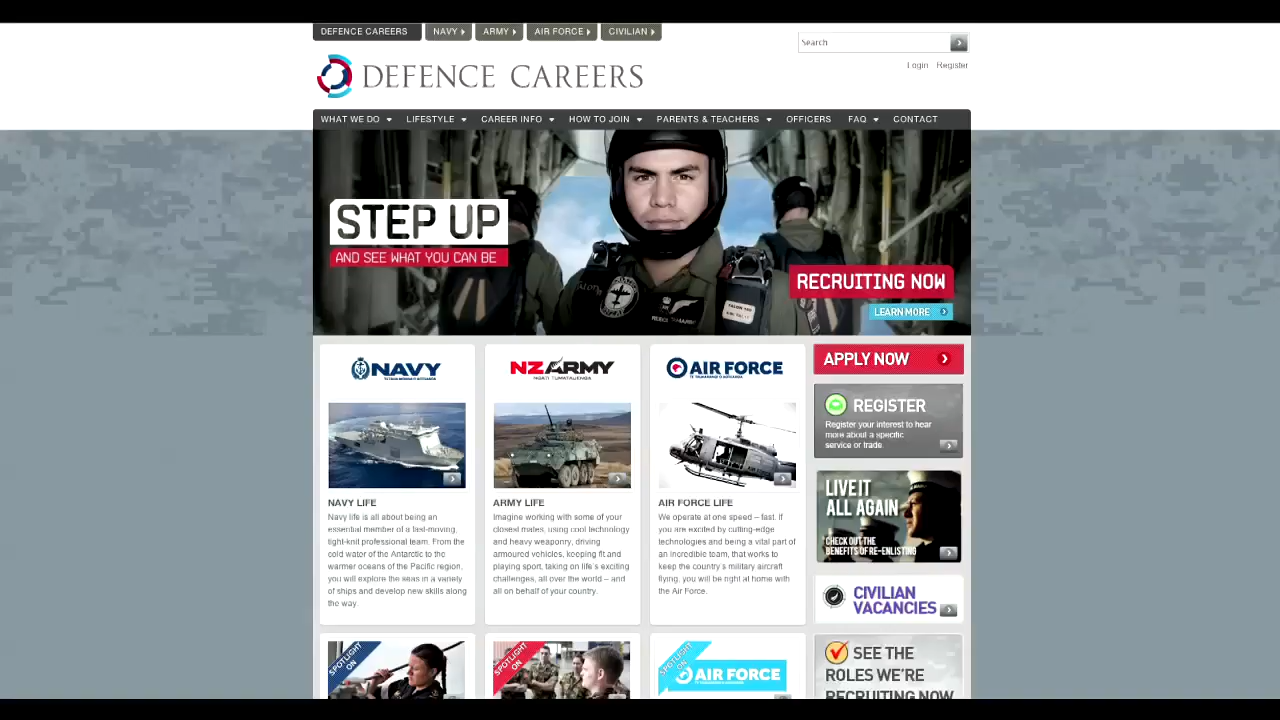 DEFENCE CAREERS
NAVY
ARMY
AIR FORCE
CIVILIAN
Search
Login Register
DEFENCE CAREERS
WHAT WE DO
LIFESTYLE
CAREER INFO
HOW TO JOIN
PARENTS & TEACHERS
OFFICERS
FAQ
CONTACT
STEP UP
AND SEE WHAT YOU CAN BE
RECRUITING NOW
LEARN MORE
NAVY
NZARMY
NGATI TUMATAUENGA
AIR FORCE
APPLY NOW
REGISTER
Register your interest to hear
more about a specific
service or trade.
NAVY LIFE
Navy life is all about being an
essential member of a fast-moving,
tight-knit professional team. From the
cold water of the Antarctic to the
warmer oceans of the Pacific region,
you will explore the seas in a variety
of ships and develop new skills along
the way.
ARMY LIFE
Imagine working with some of your
closest mates, using cool technology
and heavy weaponry, driving
armoured vehicles, keeping fit and
playing sport, taking on life's exciting
challenges, all over the world – and
all on behalf of your country.
AIR FORCE LIFE
We operate at one speed – fast. If
you are excited by cutting-edge
technologies and being a vital part of
an incredible team, that works to
keep the country's military aircraft
flying, you will be right at home with
the Air Force.
LIVE IT
ALL AGAIN
CHECK OUT THE
BENEFITS OF RE-ENLISTING
CIVILIAN
VACANCIES
SPOTLIGHT
ON
SPOTLIGHT
ON
SPOTLIGHT
ON
AIR FORCE
SEE THE
ROLES WE'RE
RECRUITING NOW